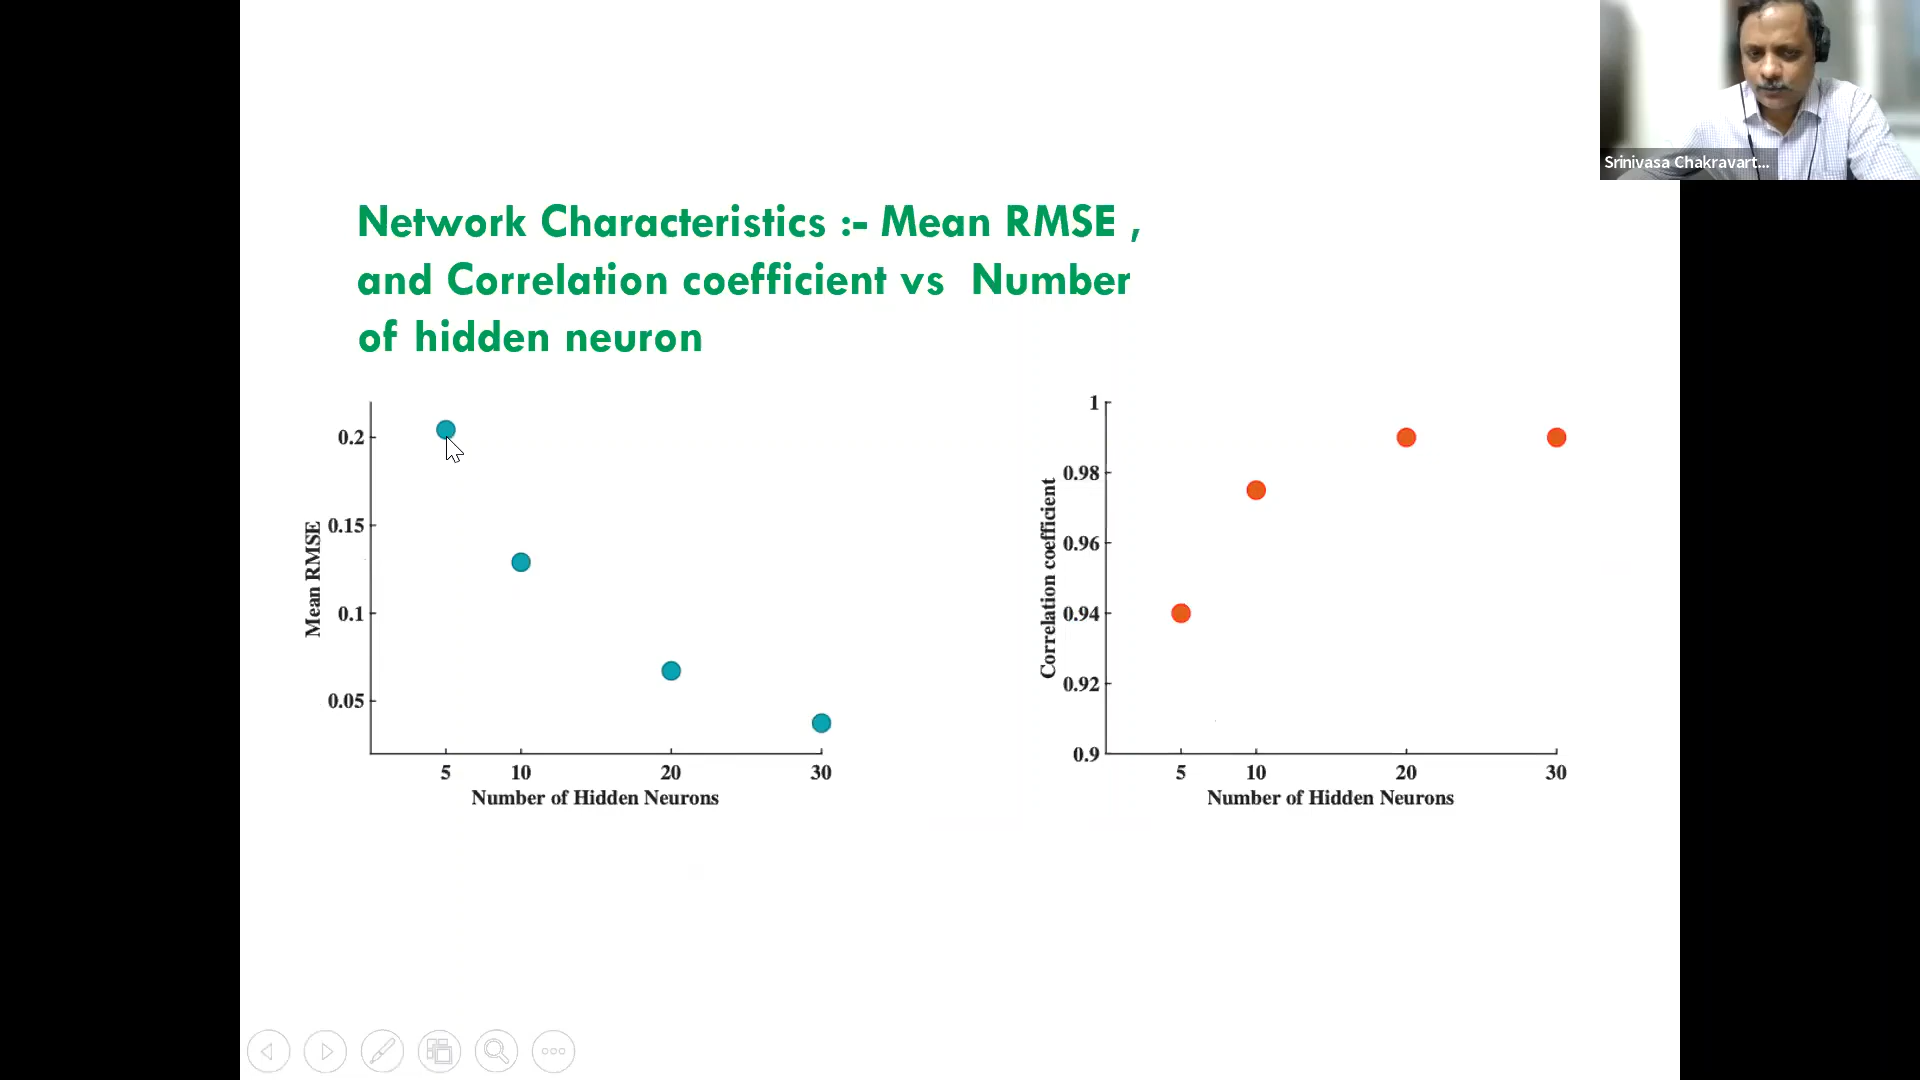 Srinivasa Chakravart...
Network Characteristics :- Mean RMSE ,
and Correlation coefficient vs Number
of hidden neuron
0.2
0.15
0.1
0.05
Mean RMSE
5 10 20 30
Number of Hidden Neurons
1
0.98
0.96
0.94
0.92
0.9
Correlation coefficient
5 10 20 30
Number of Hidden Neurons